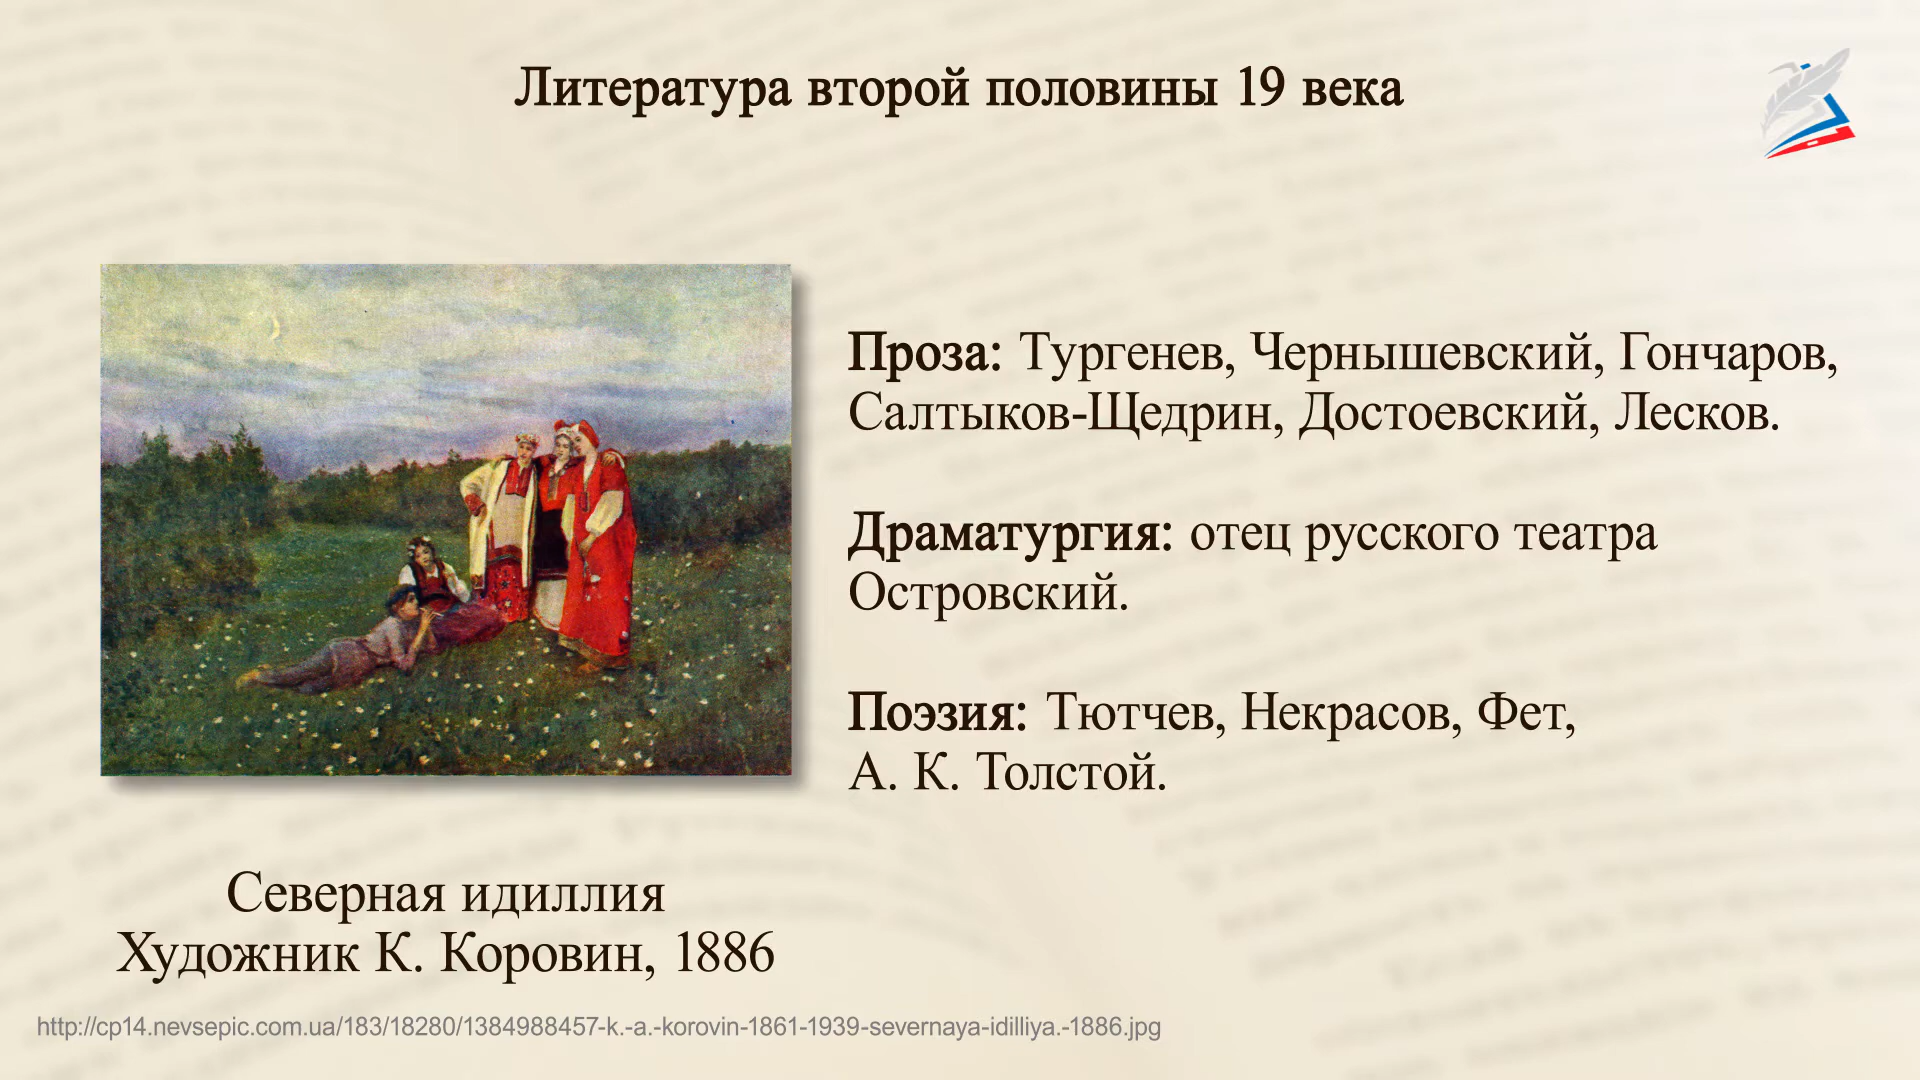 Литература второй половины 19 века
Проза: Тургенев, Чернышевский, Гончаров,
Салтыков-Щедрин, Достоевский, Лесков.
Драматургия: отец русского театра
Островский.
Поэзия: Тютчев, Некрасов, Фет,
А. К. Толстой.
Северная идиллия
Художник К. Коровин, 1886
http://cp14.nevsepic.com.ua/183/18280/1384988457-k.-a.-korovin-1861-1939-severnaya-idilliya.-1886.jpg